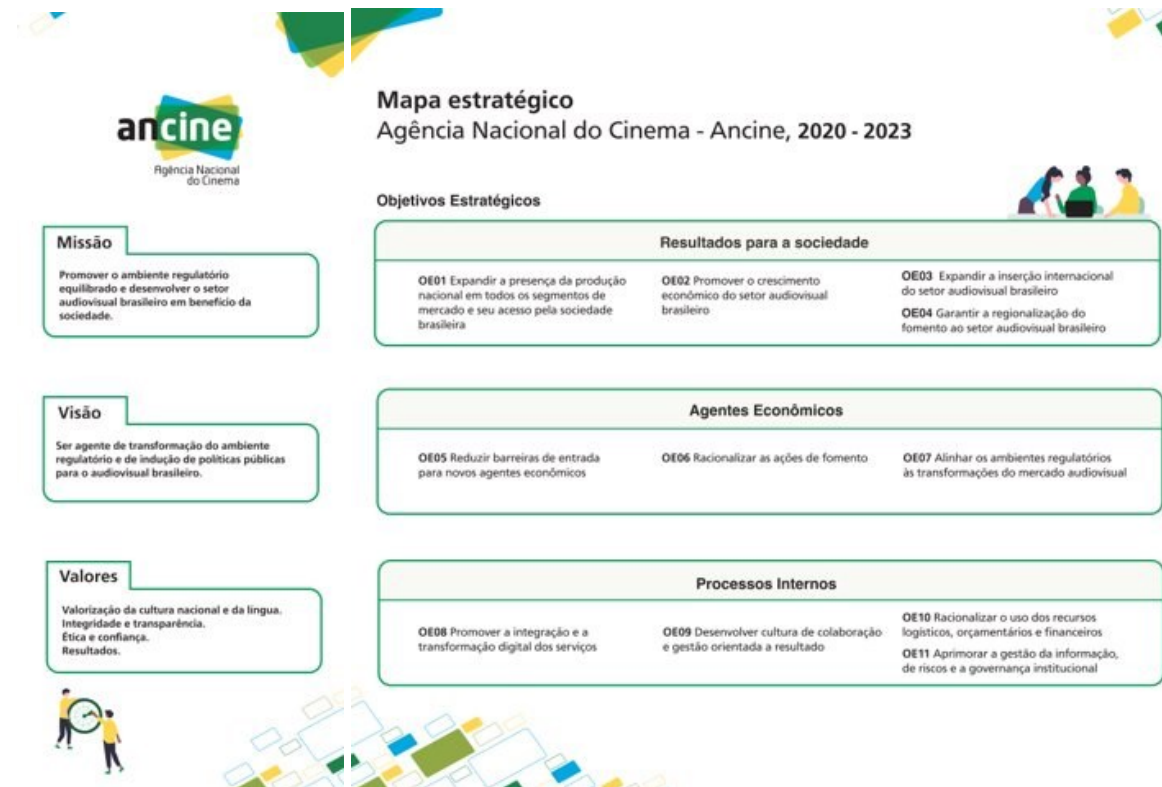 ancine
Agência Nacional
do Cinema
Missão
Promover o ambiente regulatório
equilibrado e desenvolver o setor
audiovisual brasileiro em benefício da
sociedade.
Visão
Ser agente de transformação do ambiente
regulatório e de indução de políticas públicas
para o audiovisual brasileiro.
Valores
Valorização da cultura nacional e da língua.
Integridade e transparência.
Ética e confiança.
Resultados.
Mapa estratégico
Agência Nacional do Cinema - Ancine, 2020 - 2023
Objetivos Estratégicos
Resultados para a sociedade
OE01 Expandir a presença da produção
nacional em todos os segmentos de
mercado e seu acesso pela sociedade
brasileira
OE02 Promover o crescimento
econômico do setor audiovisual
brasileiro
OE03 Expandir a inserção internacional
do setor audiovisual brasileiro
OE04 Garantir a regionalização do
fomento ao setor audiovisual brasileiro
Agentes Econômicos
OE05 Reduzir barreiras de entrada
para novos agentes econômicos
OE06 Racionalizar as ações de fomento
OE07 Alinhar os ambientes regulatórios
às transformações do mercado audiovisual
Processos Internos
OE08 Promover a integração e a
transformação digital dos serviços
OE09 Desenvolver cultura de colaboração
e gestão orientada a resultado
OE10 Racionalizar o uso dos recursos
logísticos, orçamentários e financeiros
OE11 Aprimorar a gestão da informação,
de riscos e a governança institucional